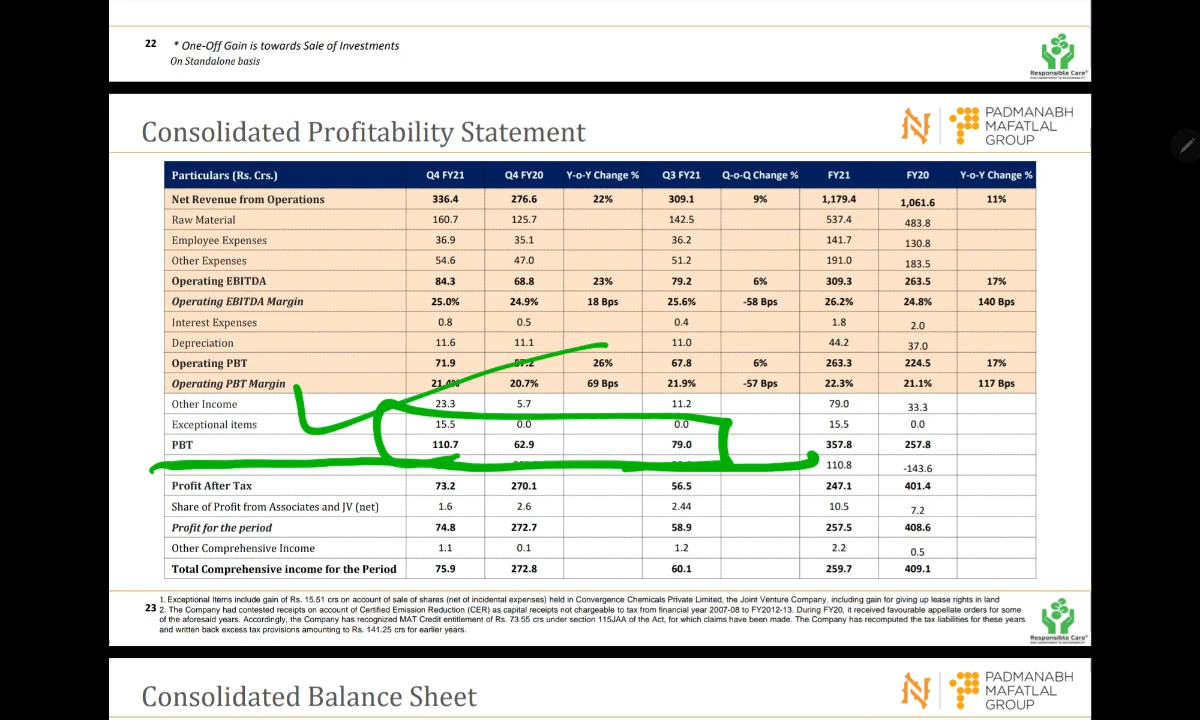 22 * One-Off Gain is towards Sale of Investments
On Standalone basis
Responsible Care®
Consolidated Profitability Statement
PADMANABH
MAFATLAL
GROUP
Particulars (Rs. Crs.) Q4 FY21 Q4 FY20 Y-o-Y Change % Q3 FY21 Q-o-Q Change % FY21 FY20 Y-o-Y Change %
Net Revenue from Operations 336.4 276.6 22% 309.1 9% 1,179.4 1,061.6 11%
Raw Material 160.7 125.7 142.5 537.4 483.8
Employee Expenses 36.9 35.1 36.2 141.7 130.8
Other Expenses 54.6 47.0 51.2 191.0 183.5
Operating EBITDA 84.3 68.8 23% 79.2 6% 309.3 263.5 17%
Operating EBITDA Margin 25.0% 24.9% 18 Bps 25.6% -58 Bps 26.2% 24.8% 140 Bps
Interest Expenses 0.8 0.5 0.4 1.8 2.0
Depreciation 11.6 11.1 11.0 44.2 37.0
Operating PBT 71.9 57.2 26% 67.8 6% 263.3 224.5 17%
Operating PBT Margin 21.4% 20.7% 69 Bps 21.9% -57 Bps 22.3% 21.1% 117 Bps
Other Income 23.3 5.7 11.2 79.0 33.3
Exceptional items 15.5 0.0 0.0 15.5 0.0
PBT 110.7 62.9 79.0 357.8 257.8
110.8 -143.6
Profit After Tax 73.2 270.1 56.5 247.1 401.4
Share of Profit from Associates and JV (net) 1.6 2.6 2.44 10.5 7.2
Profit for the period 74.8 272.7 58.9 257.5 408.6
Other Comprehensive Income 1.1 0.1 1.2 2.2 0.5
Total Comprehensive income for the Period 75.9 272.8 60.1 259.7 409.1
1. Exceptional Items include gain of Rs. 15.51 crs on account of sale of shares (net of incidental expenses) held in Convergence Chemicals Private Limited, the Joint Venture Company, including gain for giving up lease rights in land
23 2. The Company had contested receipts on account of Certified Emission Reduction (CER) as capital receipts not chargeable to tax from financial year 2007-08 to FY2012-13. During FY20, it received favourable appellate orders for some
of the aforesaid years. Accordingly, the Company has recognized MAT Credit entitlement of Rs. 73.55 crs under section 115JAA of the Act, for which claims have been made. The Company has recomputed the tax liabilities for these years
and written back excess tax provisions amounting to Rs. 141.25 crs for earlier years.
Responsible Care®
Consolidated Balance Sheet
PADMANABH
MAFATLAL
GROUP